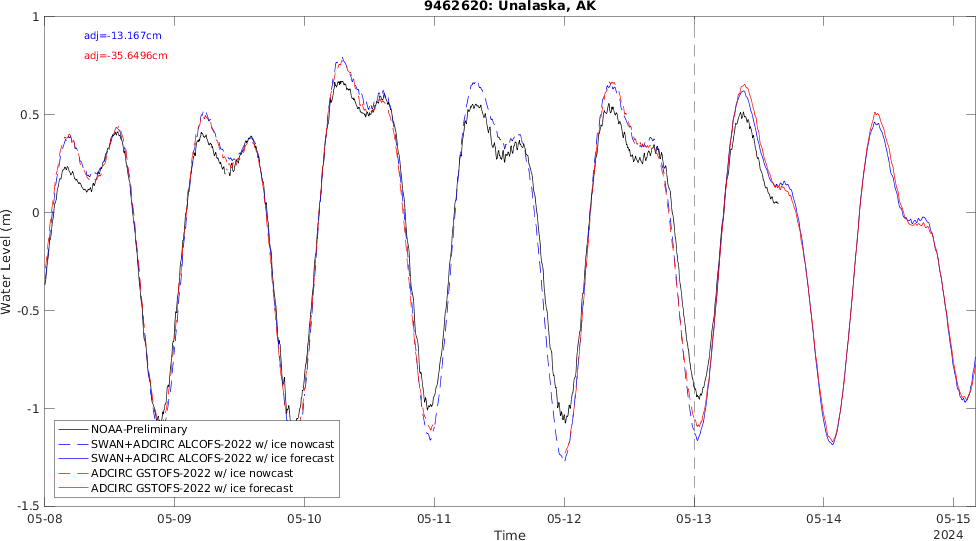 9462620: Unalaska, AK
adj=-13.167cm
adj=-35.6496cm
1
0.5
0
-0.5
-1
-1.5
Water Level (m)
NOAA-Preliminary
SWAN+ADCIRC ALCOFS-2022 w/ ice nowcast
SWAN+ADCIRC ALCOFS-2022 w/ ice forecast
ADCIRC GSTOFS-2022 w/ ice nowcast
ADCIRC GSTOFS-2022 w/ ice forecast
05-08 05-09 05-10 05-11 05-12 05-13 05-14 05-15
Time
2024